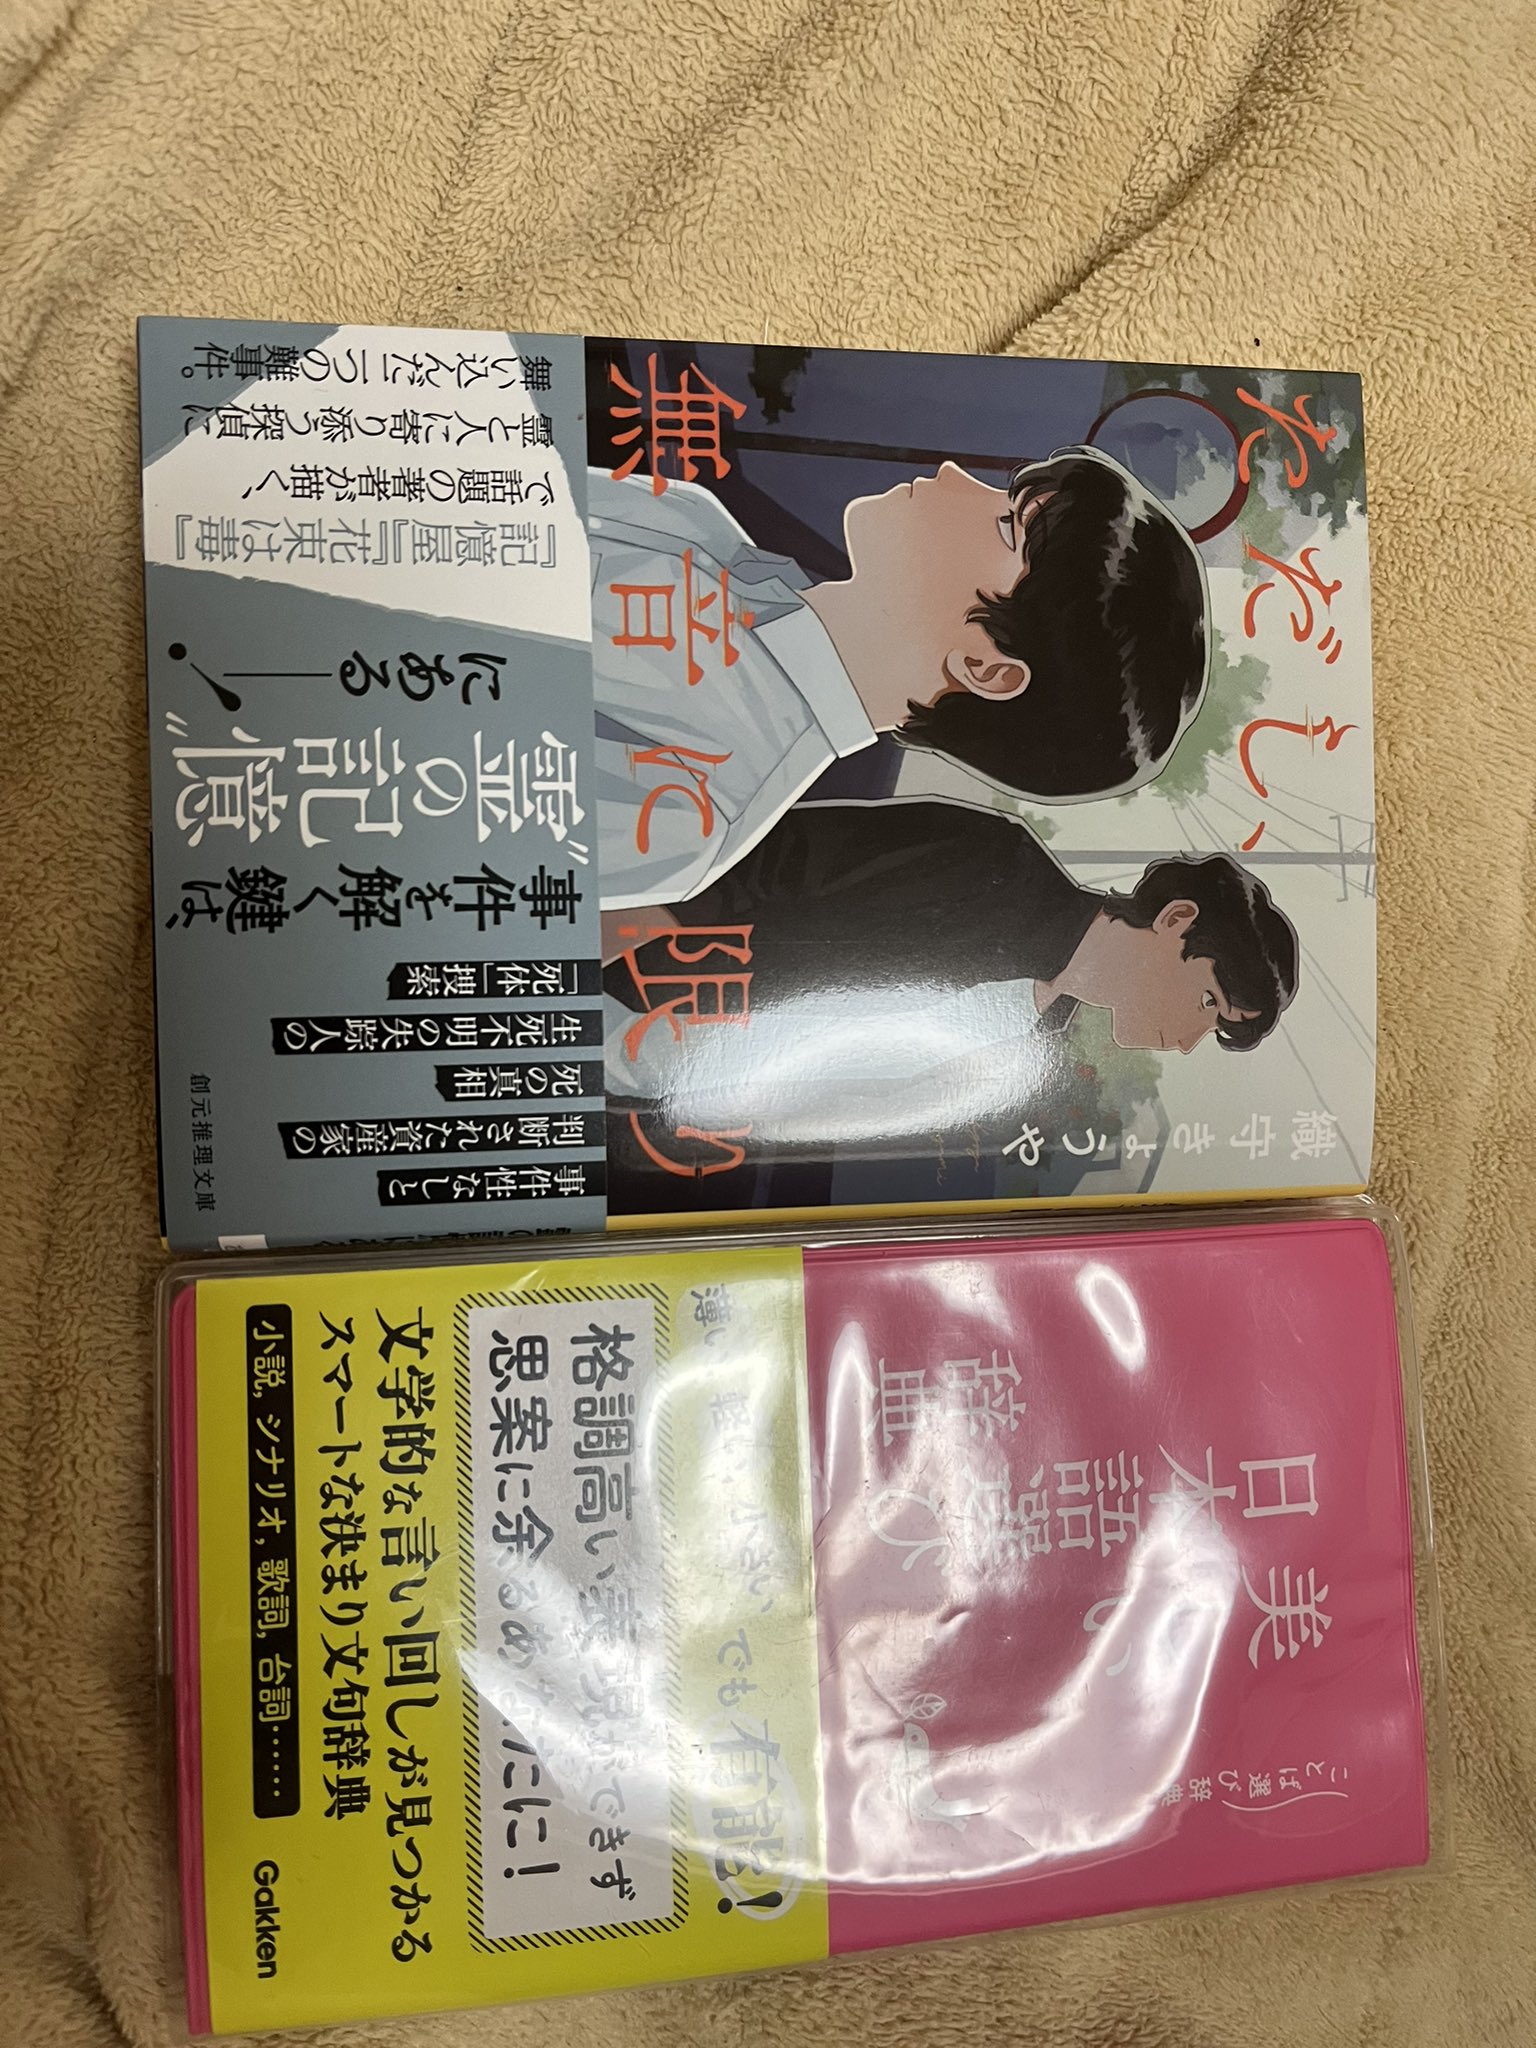 ただし、
無音に限り
織守きょうや
事件を解く
鍵は、
“霊の記憶”
にある――！
『記憶屋』『花束は毒』
で話題の著者が描く、
霊と人に寄り添う探偵に
舞い込んだ二つの難事件。
事件性なしと
判断された資産家の
死の真相
生死不明の失踪人の
「死体」捜索
創元推理文庫
ことば選び辞典
美しい
日本語選び
辞典
薄い 軽い 小さい でも有能!
格調高い表現ができず
思案に余るあなたに!
文学的な言い回しが見つかる
スマートな決まり文句辞典
小説, シナリオ, 歌詞, 台詞……
Gakken